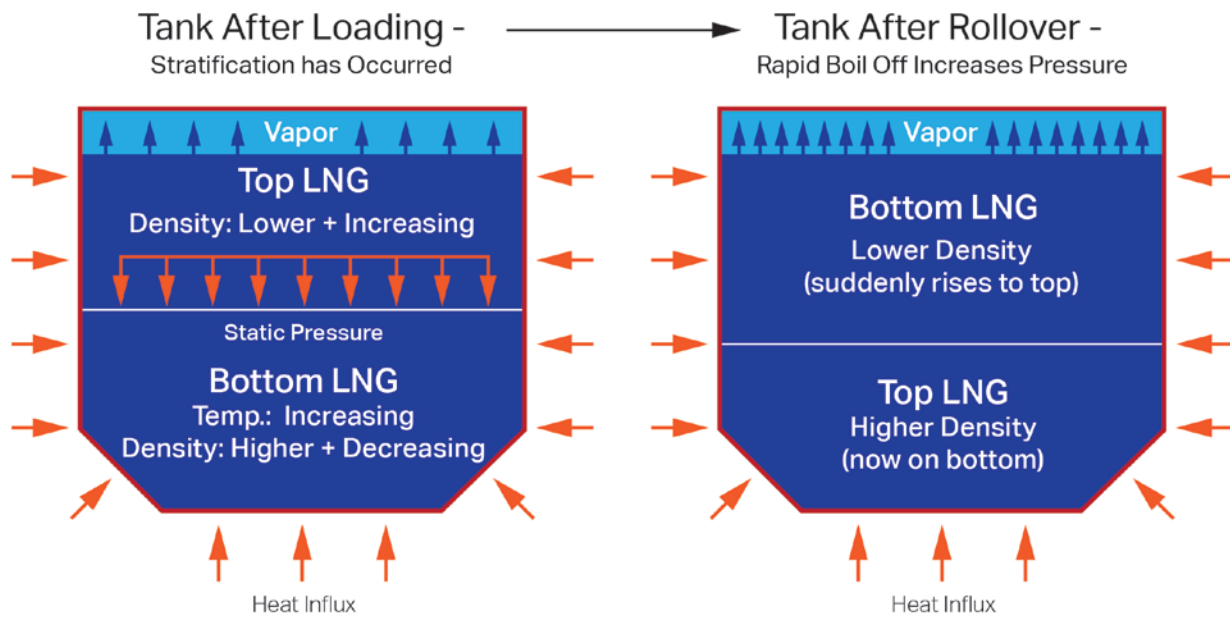 Tank After Loading -
Stratification has Occurred
Vapor
Top LNG
Density: Lower + Increasing
Static Pressure
Bottom LNG
Temp.: Increasing
Density: Higher + Decreasing
Heat Influx
Tank After Rollover -
Rapid Boil Off Increases Pressure
Vapor
Bottom LNG
Lower Density
(suddenly rises to top)
Top LNG
Higher Density
(now on bottom)
Heat Influx